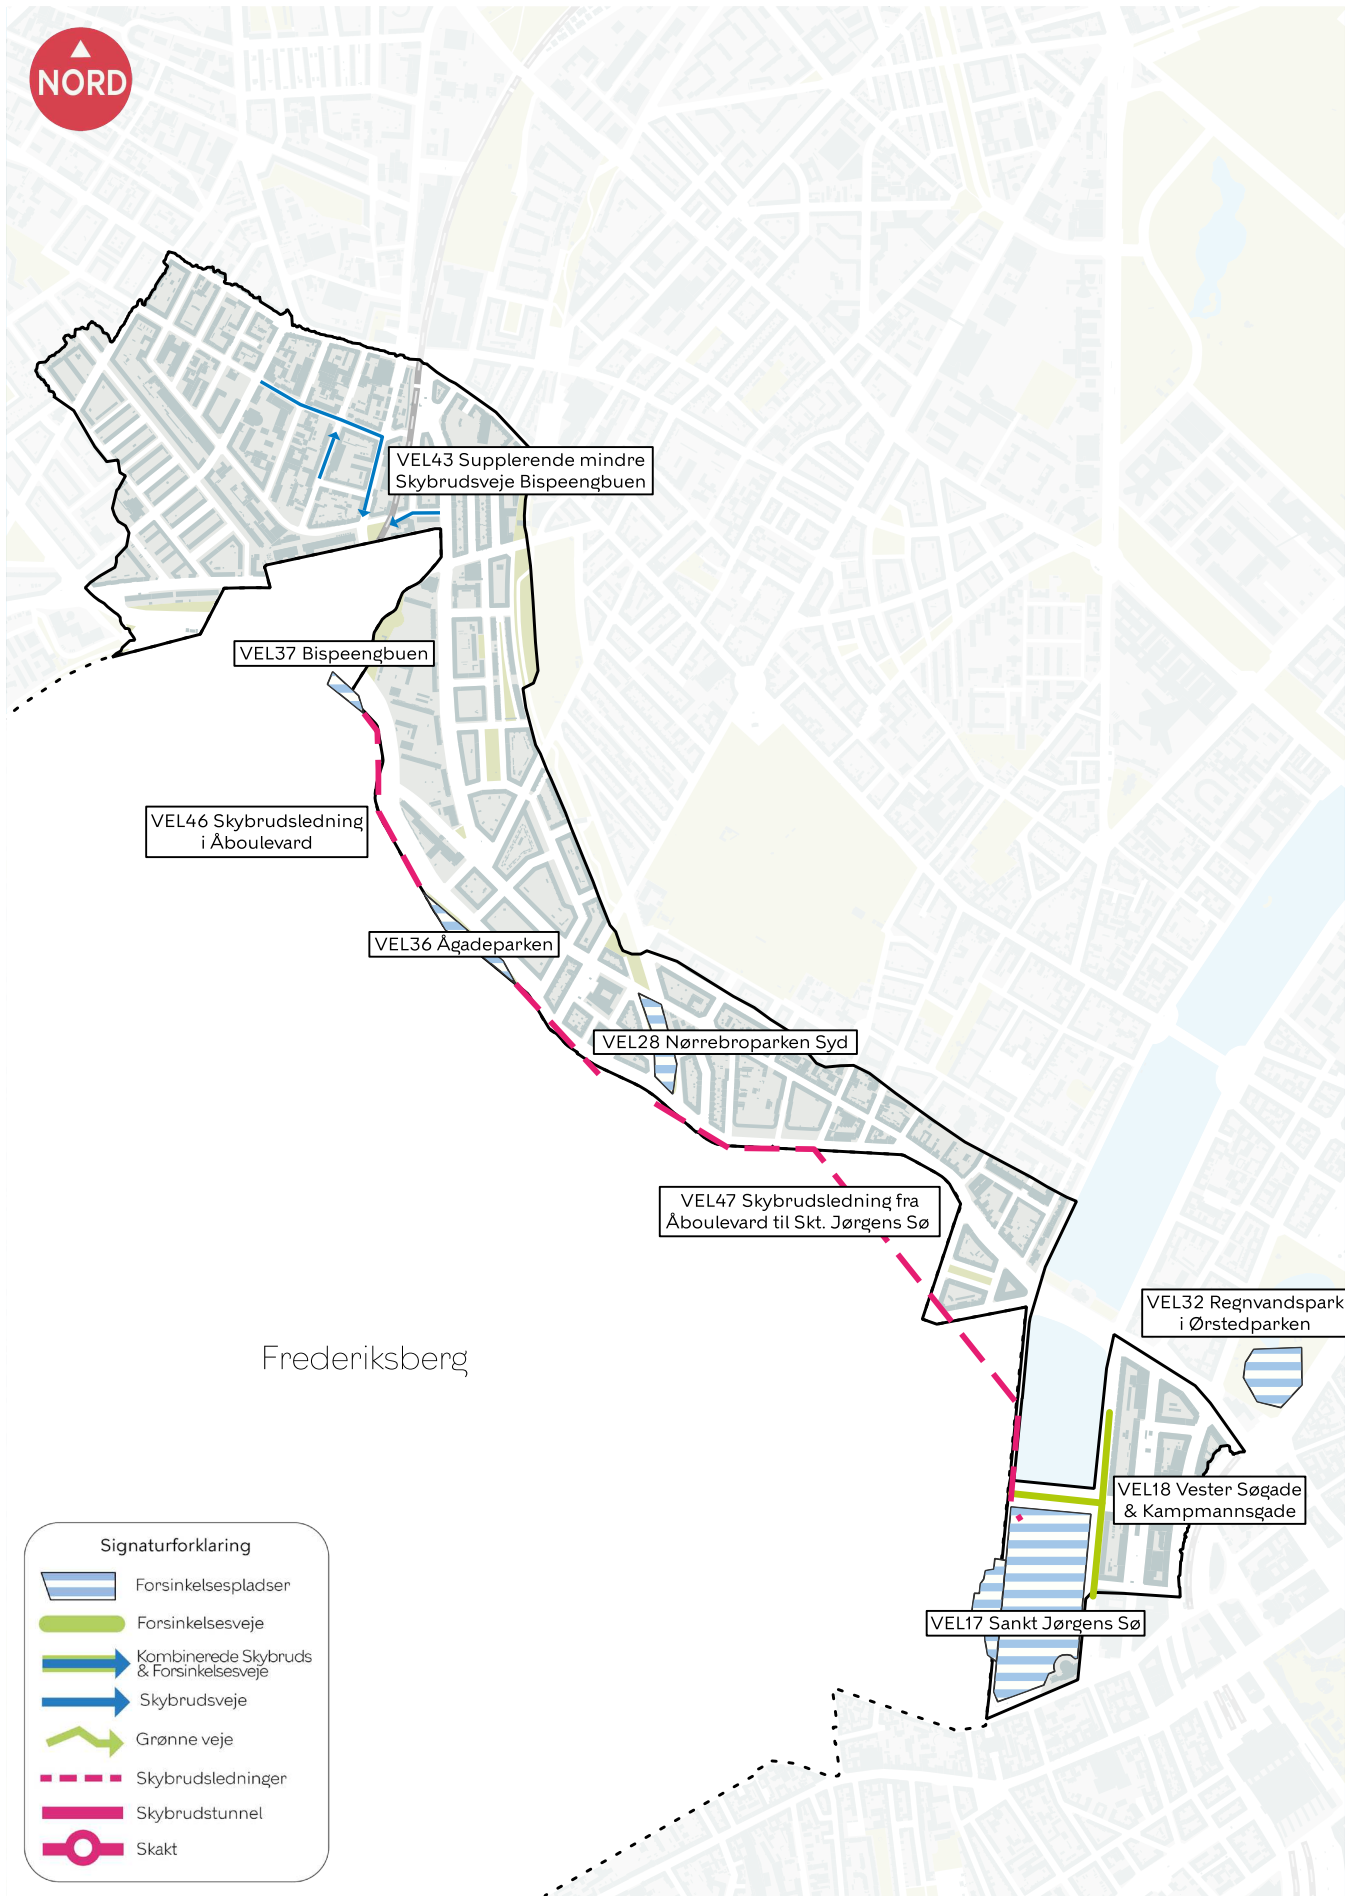 NORD
VEL43 Supplerende mindre
Skybrudsveje Bispeengbuen
VEL37 Bispeengbuen
VEL46 Skybrudsledning
i Åboulevard
VEL36 Ågadeparken
VEL28 Nørrebroparken Syd
VEL47 Skybrudsledning fra
Åboulevard til Skt. Jørgens Sø
VEL32 Regnvandspark
i Ørstedparken
Frederiksberg
VEL18 Vester Søgade
& Kampmannsgade
VEL17 Sankt Jørgens Sø
Signaturforklaring
Forsinkelsespladser
Forsinkelsesveje
Kombinerede Skybruds
& Forsinkelsesveje
Skybrudsveje
Grønne veje
Skybrudsledninger
Skybrudstunnel
Skakt